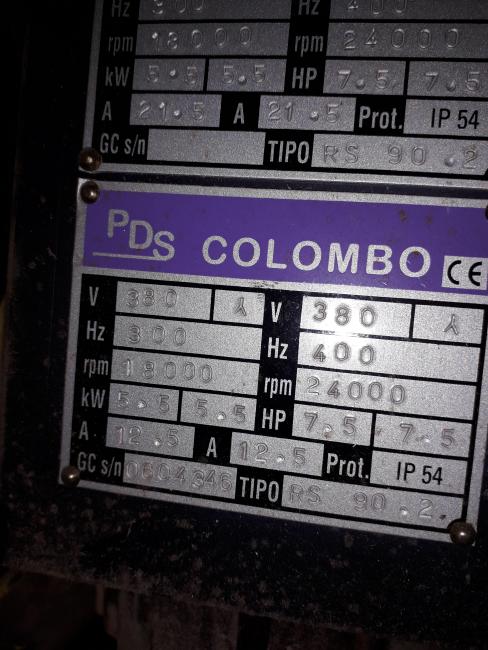 Hz 300 Hz 400
rpm 18000 rpm 24000
kW 5.5 5.5 HP 7.5 7.5
A 21.5 A 21.5 Prot. IP 54
GC s/n TIPO RS 90.2
PDS COLOMBO CE
V 380 V 380
Hz 300 Hz 400
rpm 18000 rpm 24000
kW 5.5 5.5 HP 7.5 7.5
A 12.5 A 12.5 Prot. IP 54
GC s/n 0604346 TIPO RS 90.2